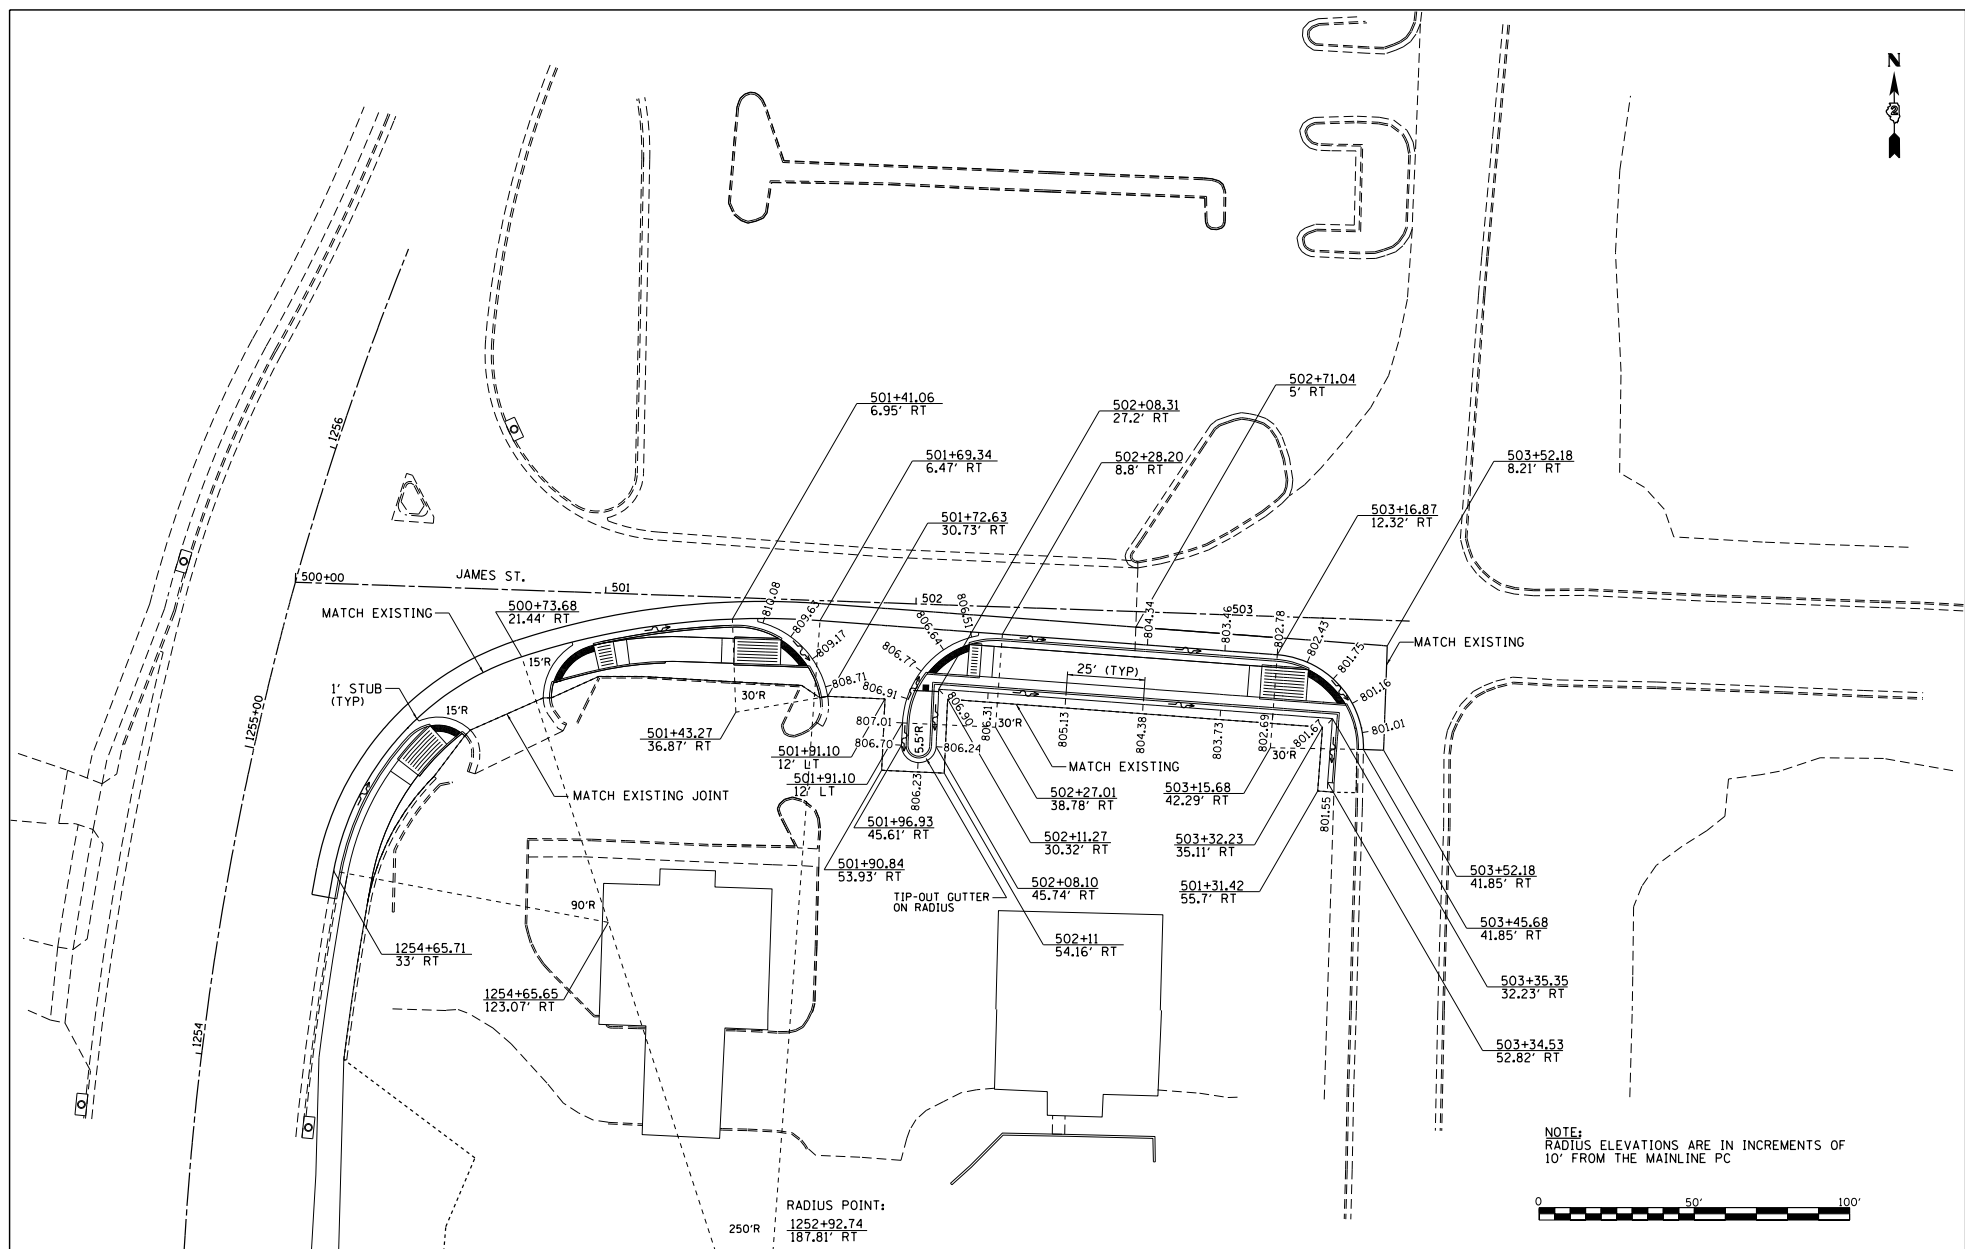 N
2
1256
501+41.06
6.95' RT
501+69.34
6.47' RT
501+72.63
30.73' RT
502+08.31
27.2' RT
502+28.20
8.8' RT
502+71.04
5' RT
503+52.18
8.21' RT
503+16.87
12.32' RT
500+00
JAMES ST.
501
502
503
MATCH EXISTING
500+73.68
21.44' RT
15'R
1' STUB
(TYP)
15'R
1255+00
810.08
809.63
809.17
808.71
30'R
501+43.27
36.87' RT
806.51
806.64
806.77
806.91
807.01
806.70
5.5'R
806.23
806.24
806.90
806.31
30'R
805.13
25' (TYP)
804.34
804.38
803.46
803.73
802.78
802.69
802.43
801.75
801.16
801.01
801.67
30'R
801.55
MATCH EXISTING
MATCH EXISTING
MATCH EXISTING JOINT
501+91.10
12' LT
501+91.10
12' LT
501+96.93
45.61' RT
501+90.84
53.93' RT
502+27.01
38.78' RT
502+11.27
30.32' RT
502+08.10
45.74' RT
TIP-OUT GUTTER
ON RADIUS
502+11
54.16' RT
503+15.68
42.29' RT
503+32.23
35.11' RT
501+31.42
55.7' RT
503+52.18
41.85' RT
503+45.68
41.85' RT
503+35.35
32.23' RT
503+34.53
52.82' RT
90'R
1254+65.71
33' RT
1254+65.65
123.07' RT
1254
RADIUS POINT:
1252+92.74
187.81' RT
250'R
NOTE:
RADIUS ELEVATIONS ARE IN INCREMENTS OF
10' FROM THE MAINLINE PC
0 50' 100'